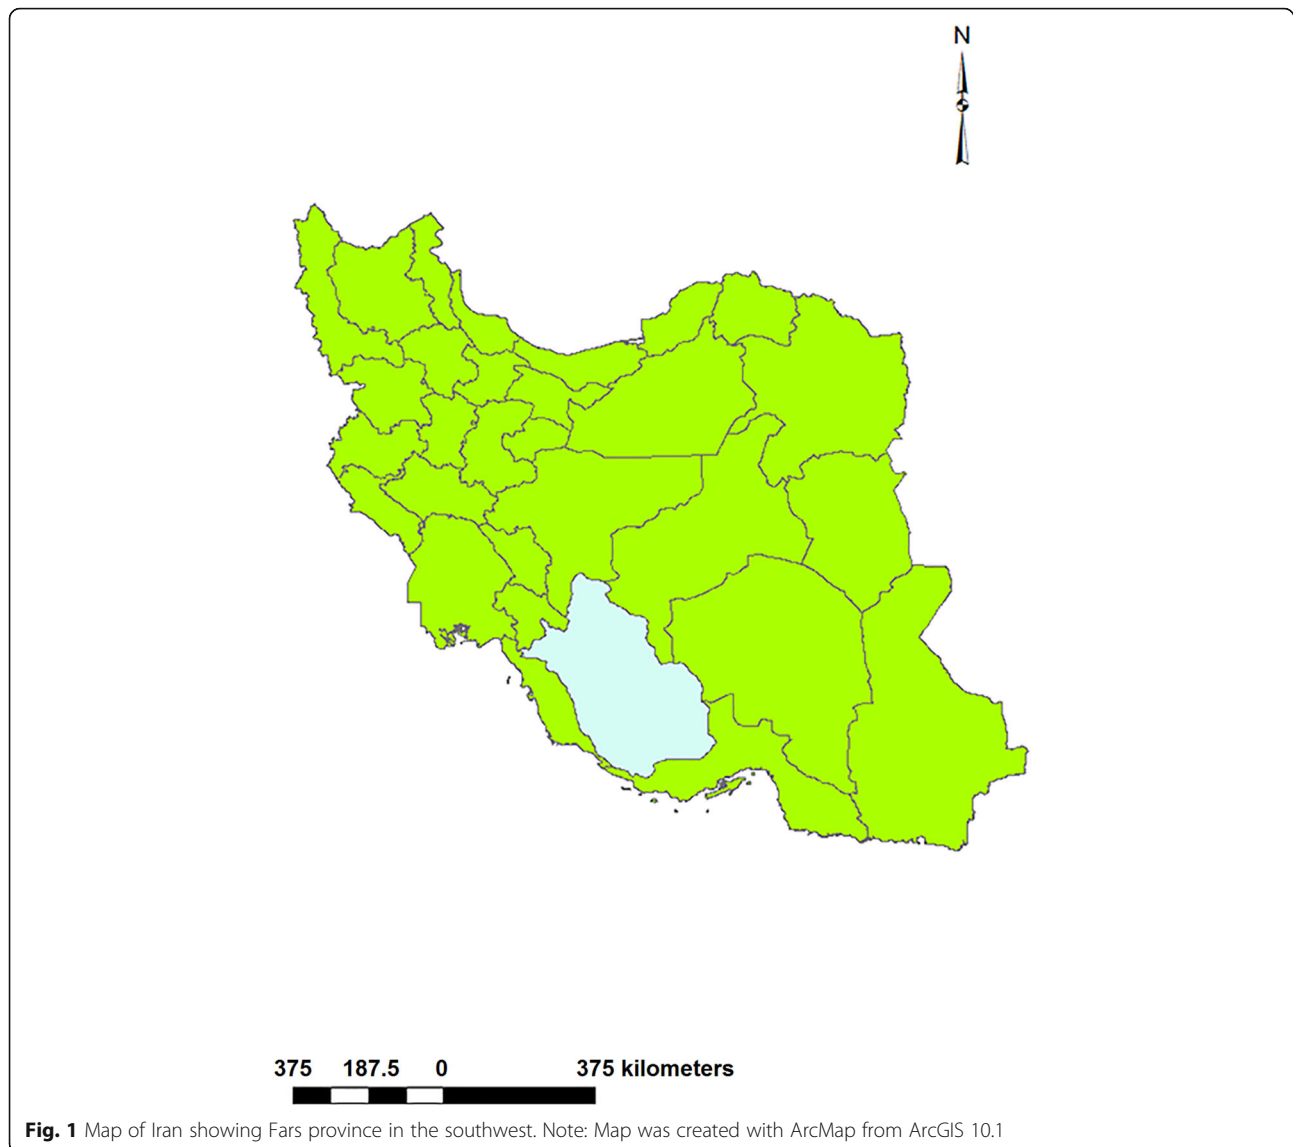 N
375 187.5 0 375 kilometers
Fig. 1 Map of Iran showing Fars province in the southwest. Note: Map was created with ArcMap from ArcGIS 10.1